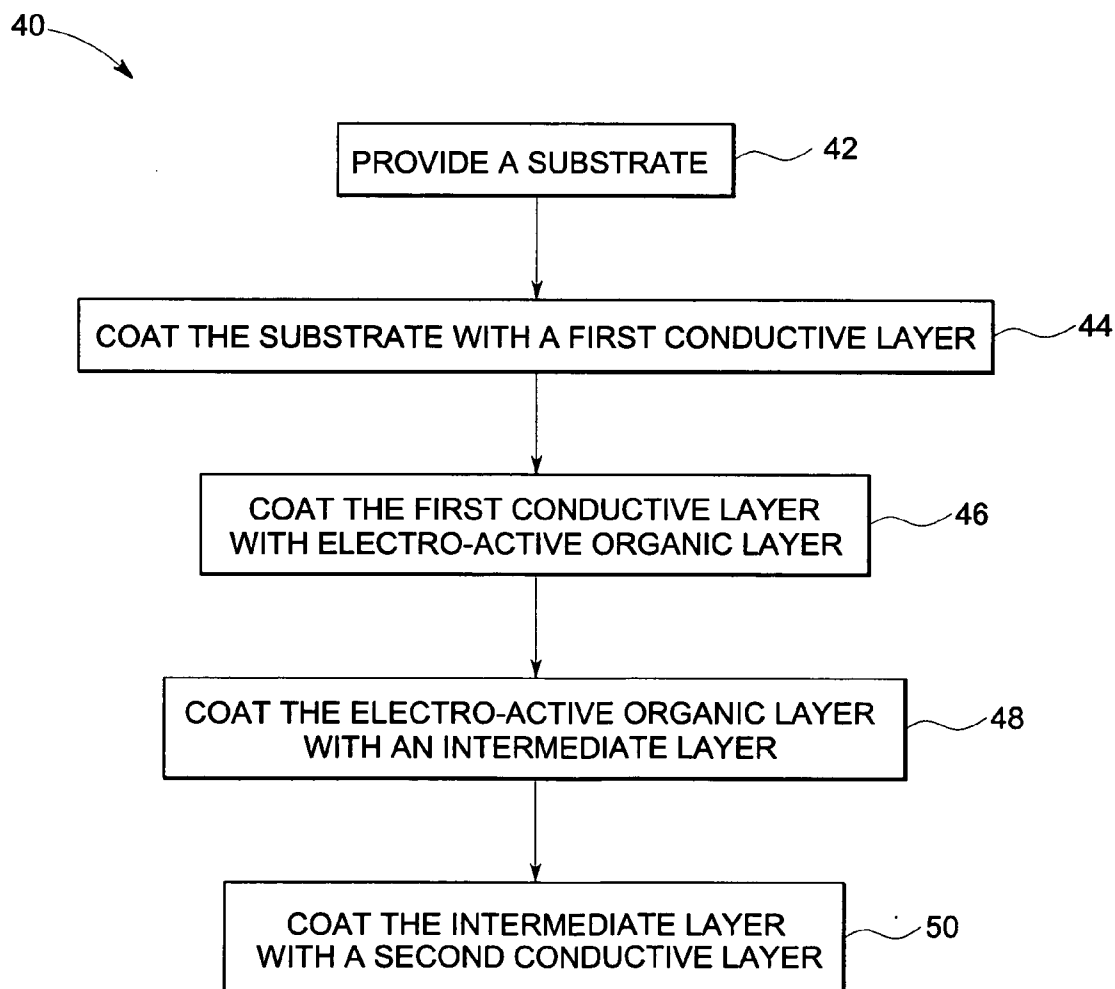 40
PROVIDE A SUBSTRATE
42
COAT THE SUBSTRATE WITH A FIRST CONDUCTIVE LAYER
44
COAT THE FIRST CONDUCTIVE LAYER
WITH ELECTRO-ACTIVE ORGANIC LAYER
46
COAT THE ELECTRO-ACTIVE ORGANIC LAYER
WITH AN INTERMEDIATE LAYER
48
COAT THE INTERMEDIATE LAYER
WITH A SECOND CONDUCTIVE LAYER
50